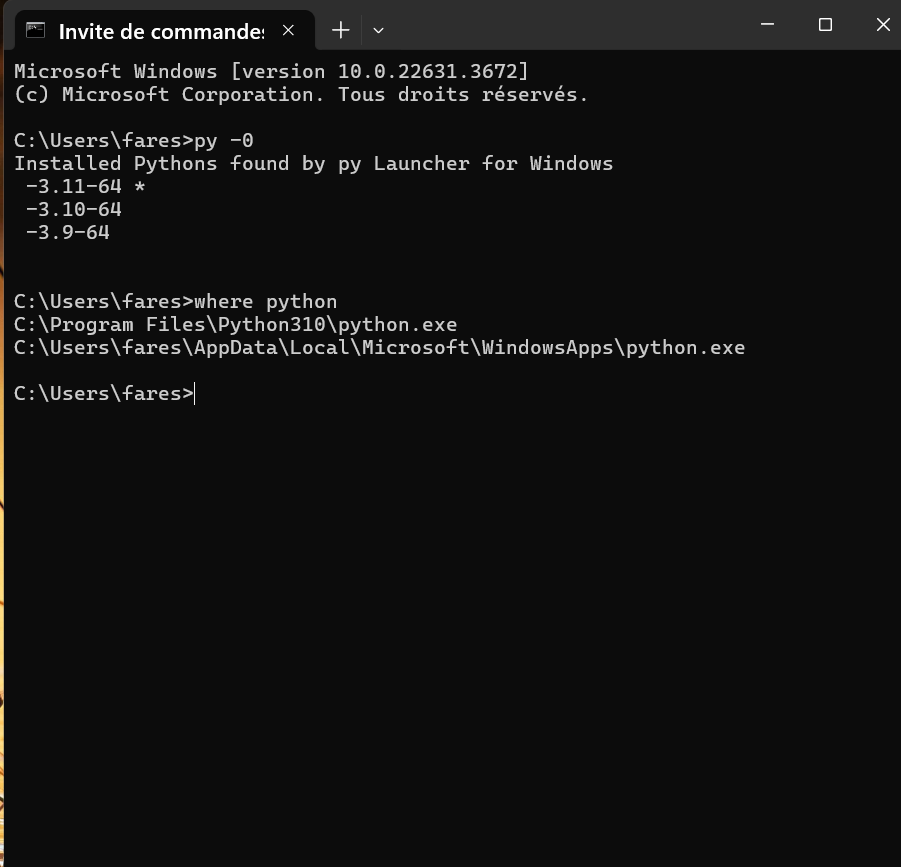 Invite de commandes
Microsoft Windows [version 10.0.22631.3672]
(c) Microsoft Corporation. Tous droits réservés.
C:\Users\fares>py -0
Installed Pythons found by py Launcher for Windows
-3.11-64 *
-3.10-64
-3.9-64
C:\Users\fares>where python
C:\Program Files\Python310\python.exe
C:\Users\fares\AppData\Local\Microsoft\WindowsApps\python.exe
C:\Users\fares>